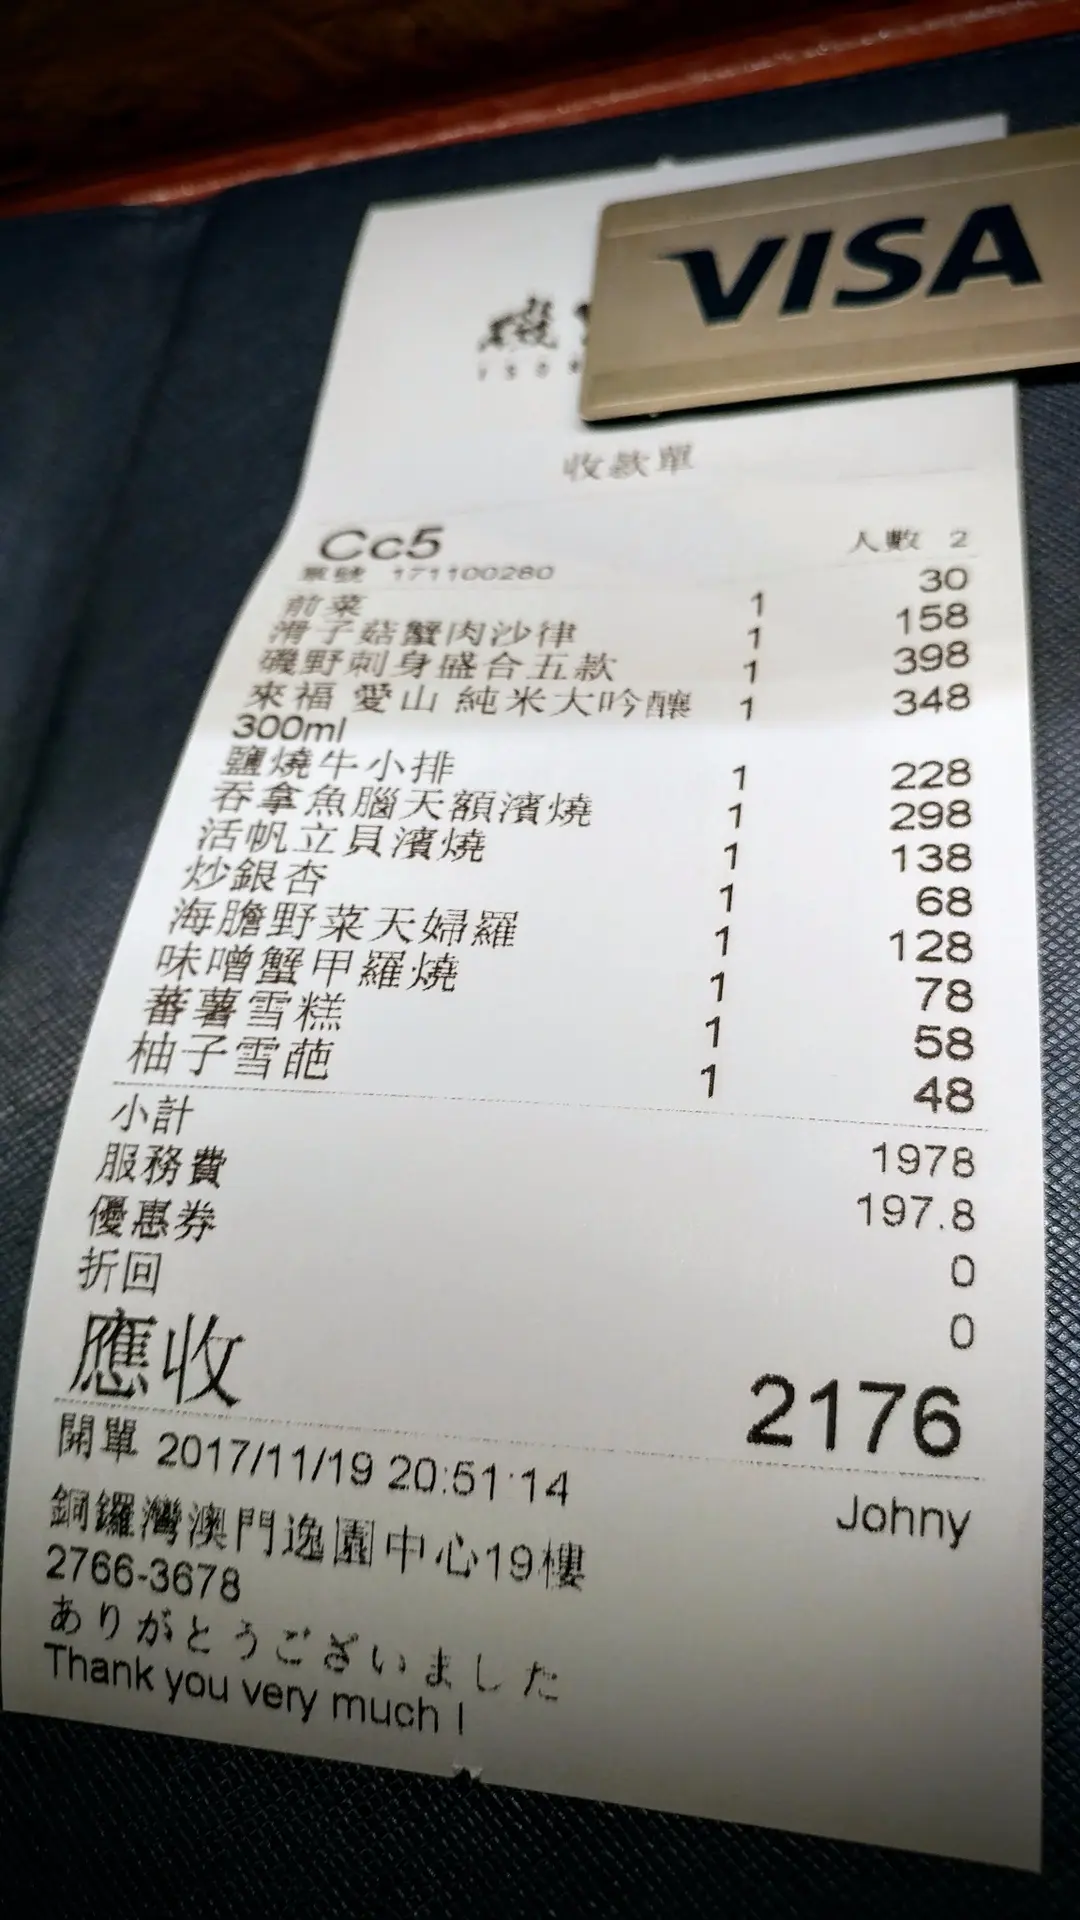 VISA
磯
ISO
收款單
Cc5 人數 2
單號 171100280
前菜 1 30
滑子菇蟹肉沙律 1 158
磯野刺身盛合五款 1 398
來福 愛山 純米大吟釀 1 348
300ml
鹽燒牛小排 1 228
吞拿魚腦天額濱燒 1 298
活帆立貝濱燒 1 138
炒銀杏 1 68
海膽野菜天婦羅 1 128
味噌蟹甲羅燒 1 78
蕃薯雪糕 1 58
柚子雪葩 1 48
小計 1978
服務費 197.8
優惠券 0
折回 0
應收 2176
開單 2017/11/19 20:51:14
Johny
銅鑼灣澳門逸園中心19樓
2766-3678
ありがとうございました
Thank you very much !